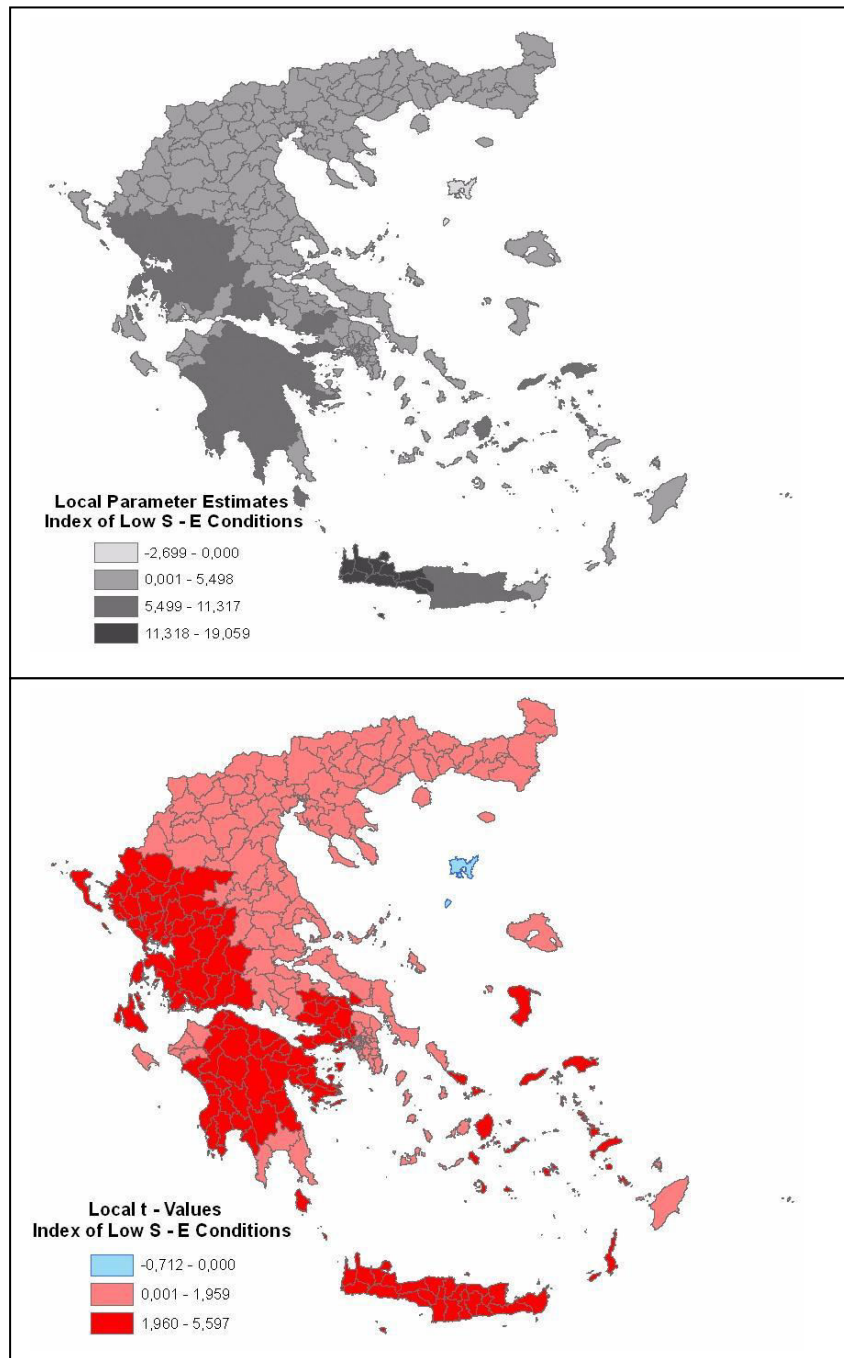 Local Parameter Estimates
Index of Low S - E Conditions
-2,699 - 0,000
0,001 - 5,498
5,499 - 11,317
11,318 - 19,059
Local t - Values
Index of Low S - E Conditions
-0,712 - 0,000
0,001 - 1,959
1,960 - 5,597